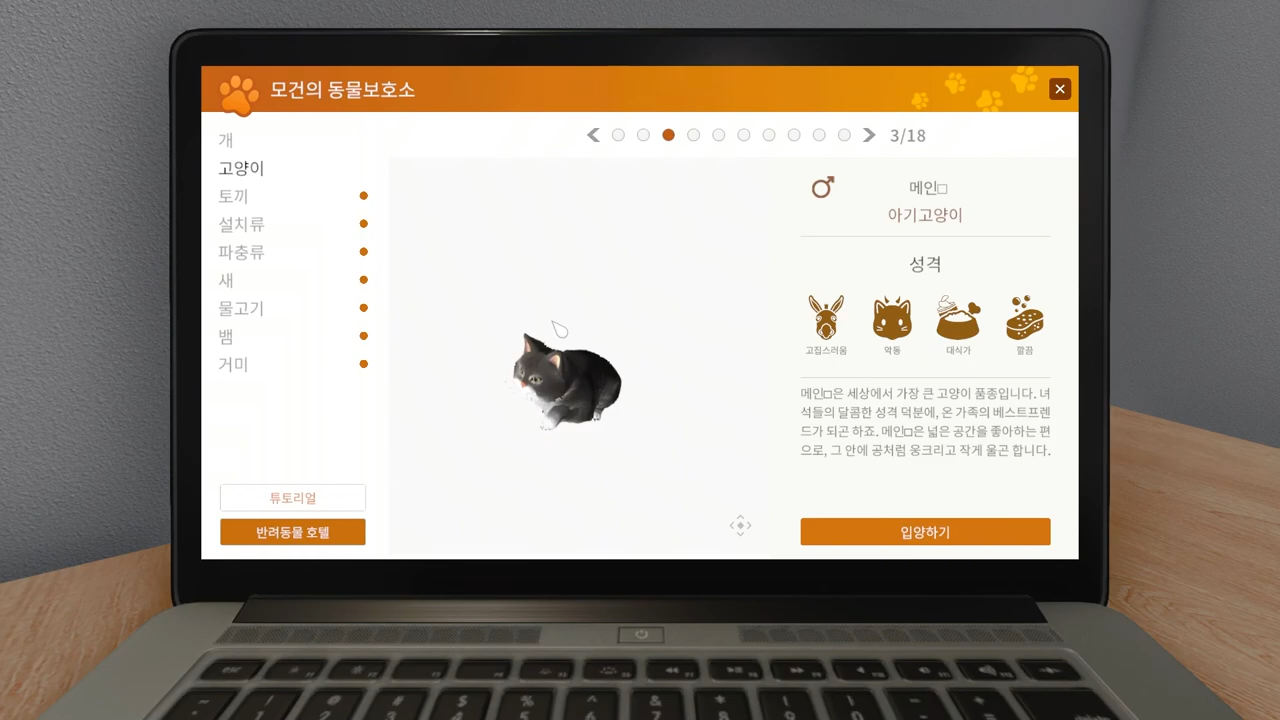 모건의 동물보호소
개
고양이
토끼
설치류
파충류
새
물고기
뱀
거미
튜토리얼
반려동물 호텔
3/18
메인□
아기고양이
성격
고집스러움
악동
대식가
깔끔
메인□은 세상에서 가장 큰 고양이 품종입니다. 녀
석들의 달콤한 성격 덕분에, 온 가족의 베스트프렌
드가 되곤 하죠. 메인□은 넓은 공간을 좋아하는 편
으로, 그 안에 공처럼 웅크리고 작게 울곤 합니다.
입양하기